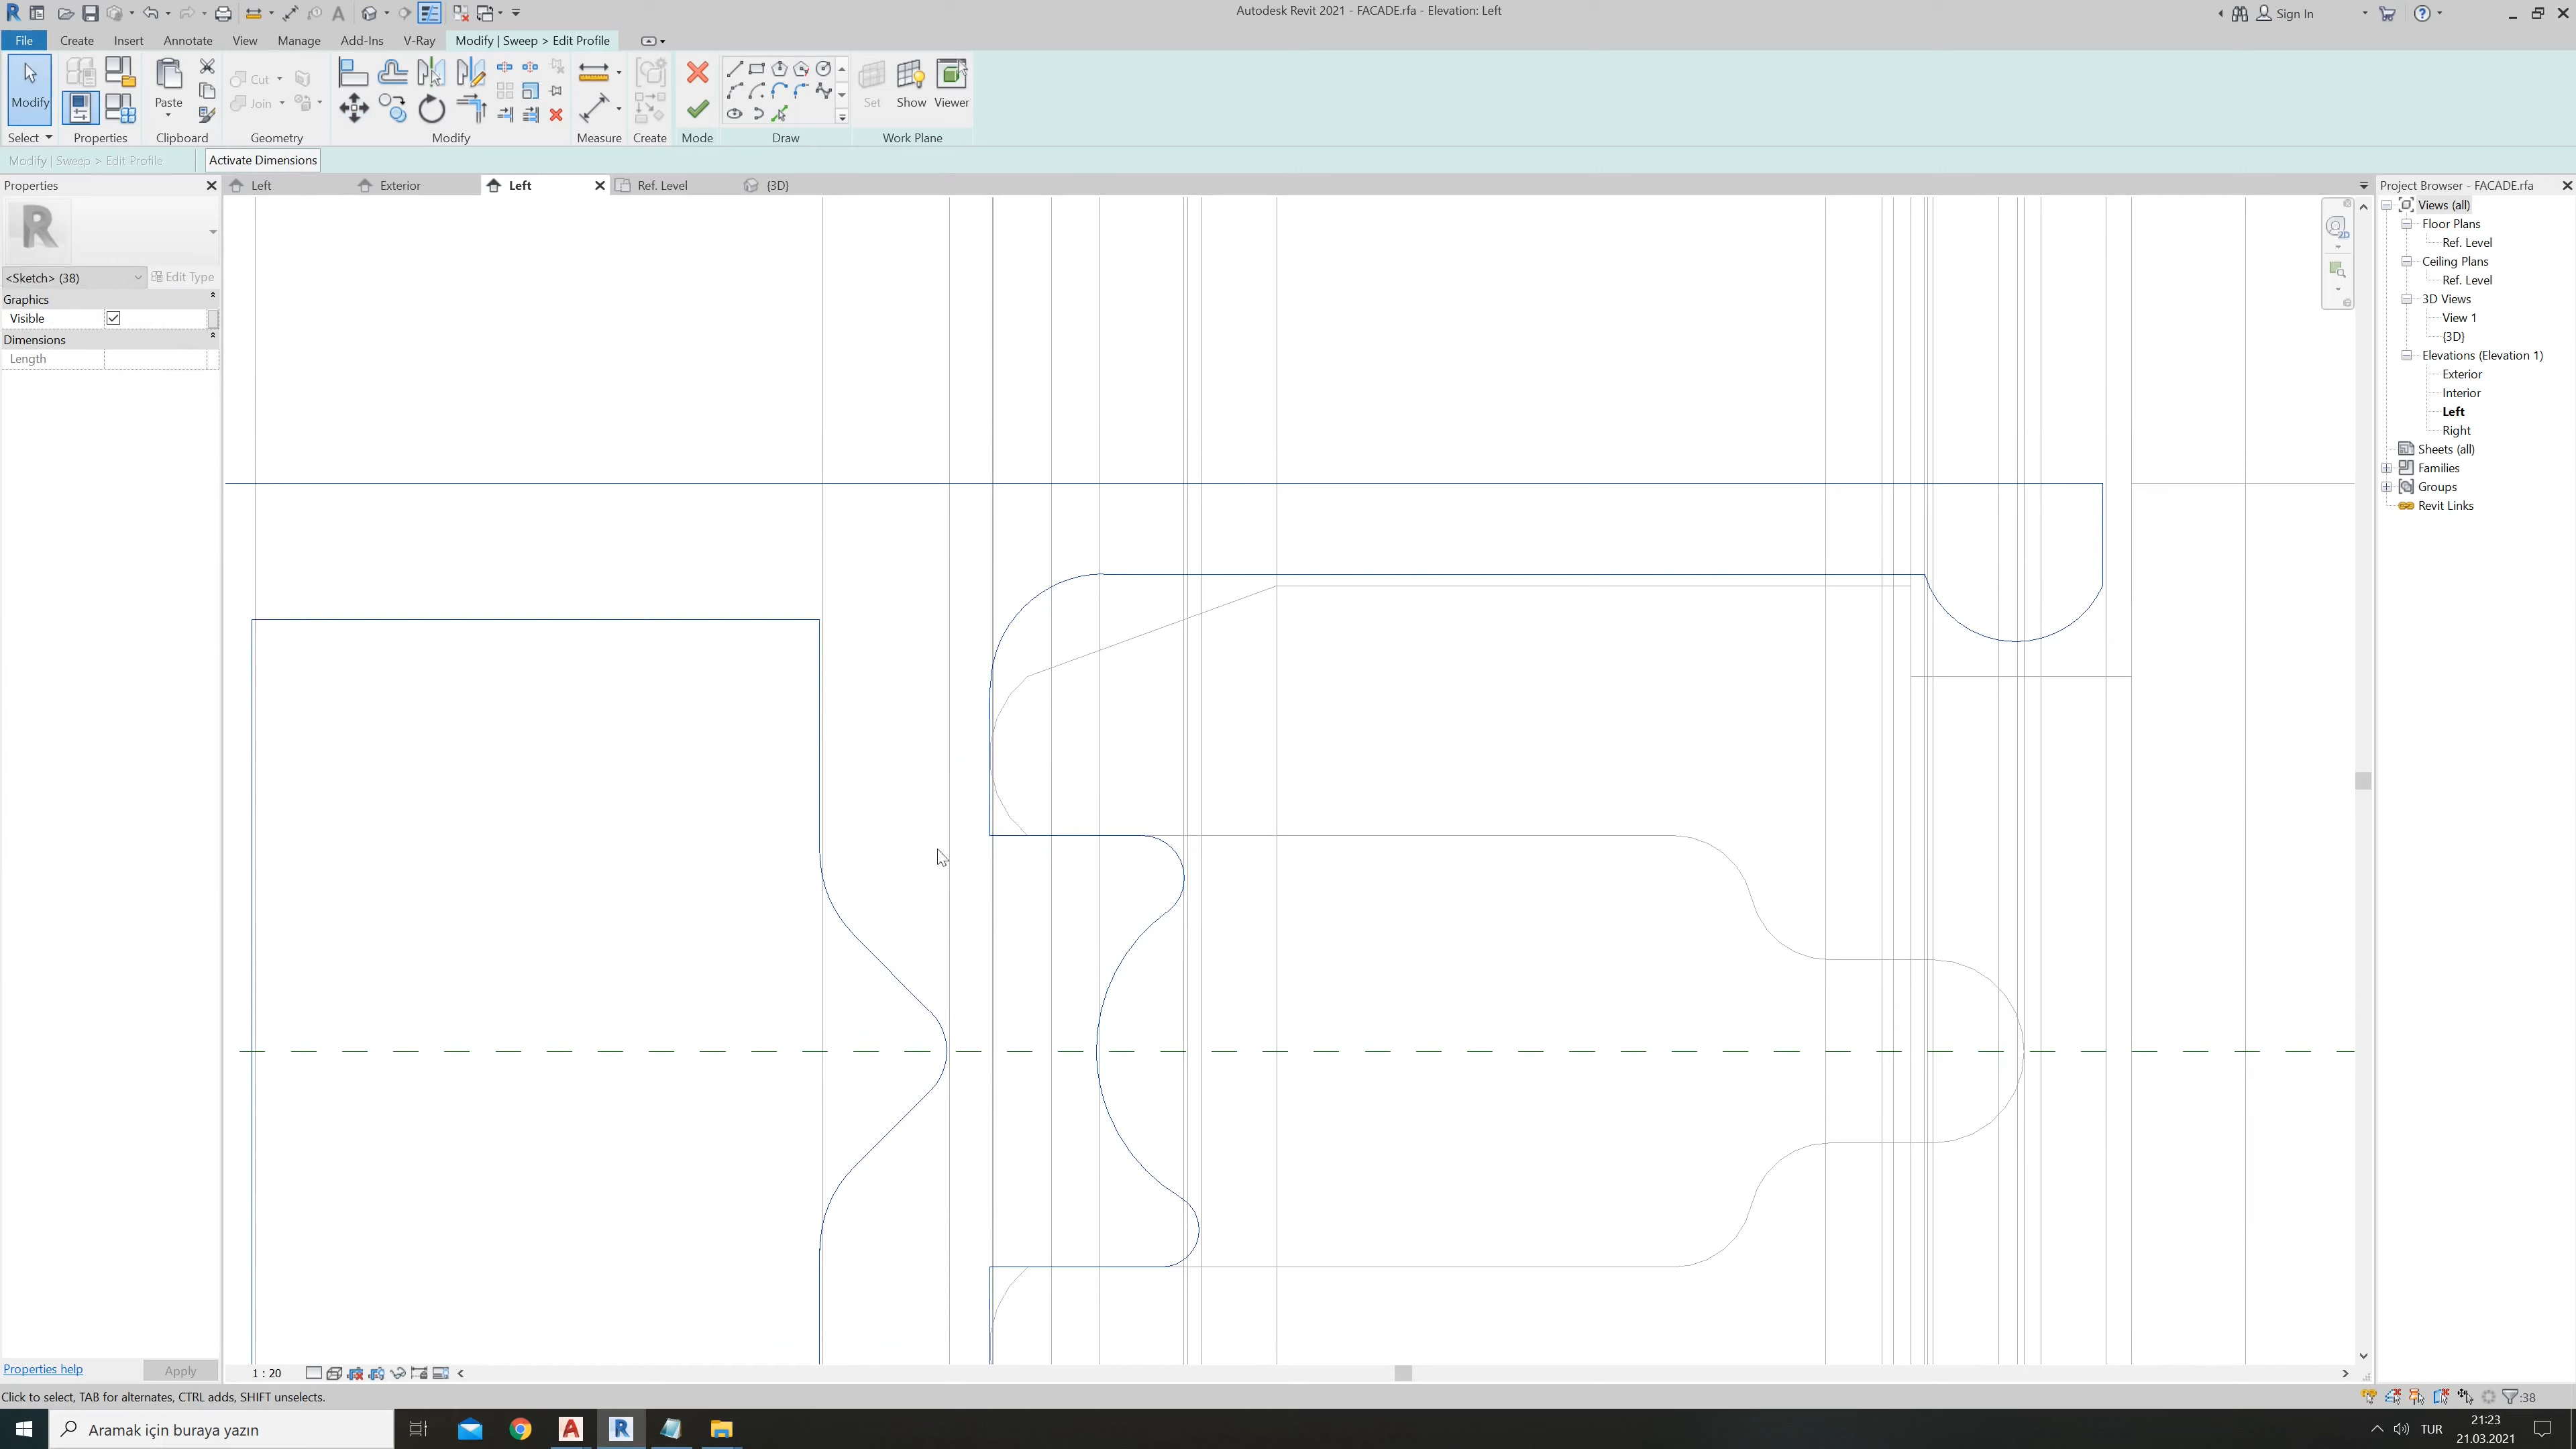 Autodesk Revit 2021 - FACADE.rfa - Elevation: Left
Sign In
File Create Insert Annotate View Manage Add-Ins V-Ray Modify | Sweep > Edit Profile
Modify
Paste
Cut
Join
Set Show Viewer
Select Properties Clipboard Geometry Modify Measure Create Mode Draw Work Plane
Modify | Sweep > Edit Profile Activate Dimensions
Properties
Left Exterior Left Ref. Level {3D}
Project Browser - FACADE.rfa
<Sketch> (38) Edit Type
Graphics
Visible
Dimensions
Length
Views (all)
Floor Plans
Ref. Level
Ceiling Plans
Ref. Level
3D Views
View 1
{3D}
Elevations (Elevation 1)
Exterior
Interior
Left
Right
Sheets (all)
Families
Groups
Revit Links
Properties help Apply
1 : 20
Click to select, TAB for alternates, CTRL adds, SHIFT unselects.
:38
Aramak için buraya yazın
TUR
21:23
21.03.2021